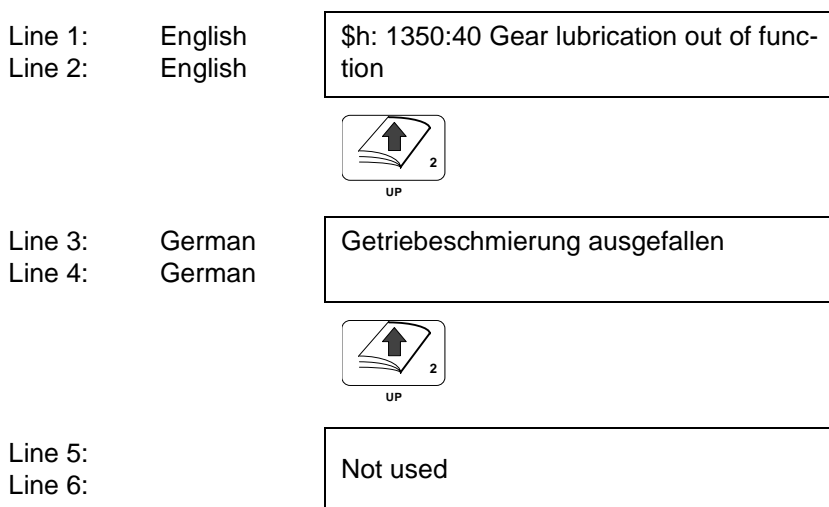 Line 1: English $h: 1350:40 Gear lubrication out of func-
Line 2: English tion
2
UP
Line 3: German Getriebeschmierung ausgefallen
Line 4: German
2
UP
Line 5:
Not used
Line 6: